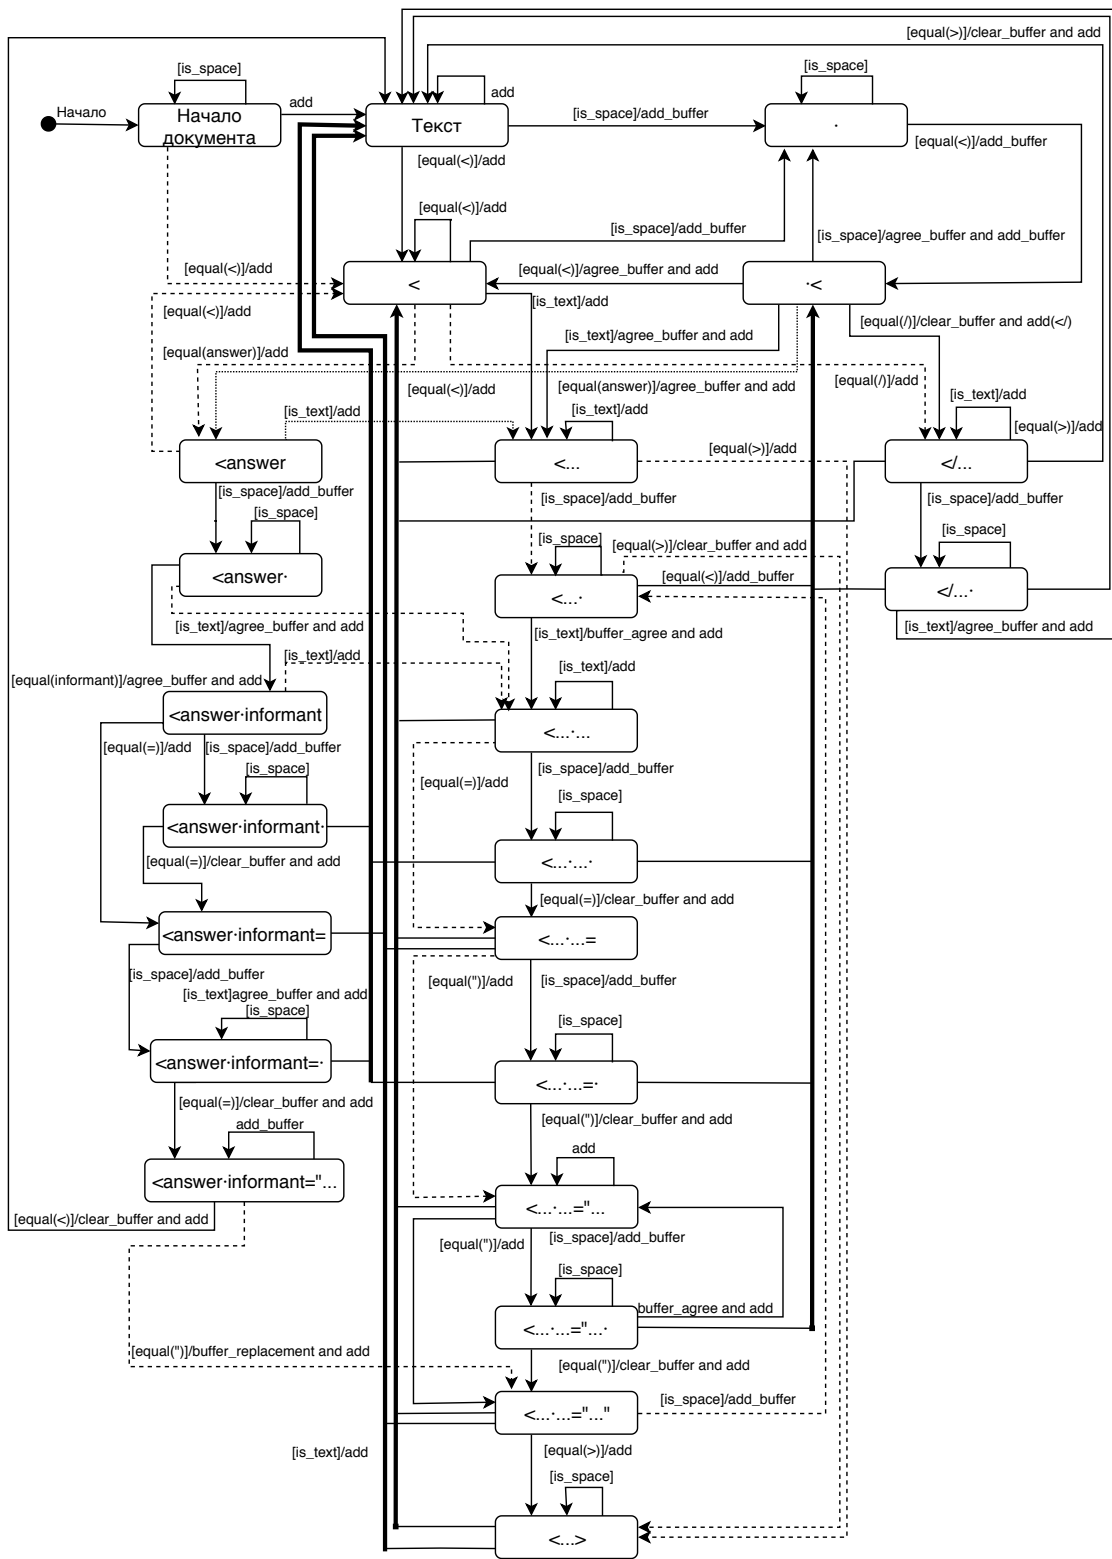 [equal(>)]/clear_buffer and add
[is_space]
[is_space]
add
add
Начало
Начало
документа
Текст
[is_space]/add_buffer
·
[equal(<)]/add_buffer
[equal(<)]/add
[equal(<)]/add
[is_space]/add_buffer
[is_space]/agree_buffer and add_buffer
[equal(<)]/add
<
[equal(<)]/agree_buffer and add
·<
[equal(<)]/add
[is_text]/add
[is_text]/agree_buffer and add
[equal(/)]/clear_buffer and add(</)
[equal(answer)]/add
[equal(<)]/add
[equal(answer)]/agree_buffer and add
[equal(/)]/add
[is_text]/add
[is_text]/add
[is_text]/add
[equal(>)]/add
<answer
<...
[equal(>)]/add
</...
[is_space]/add_buffer
[is_space]/add_buffer
[is_space]/add_buffer
[is_space]
[is_space]
[equal(>)]/clear_buffer and add
[is_space]
<answer·
<...·
[equal(<)]/add_buffer
</...·
[is_text]/agree_buffer and add
[is_text]/buffer_agree and add
[is_text]/agree_buffer and add
[is_text]/add
[is_text]/add
[equal(informant)]/agree_buffer and add
<answer·informant
<...·...
[equal(=)]/add
[is_space]/add_buffer
[is_space]/add_buffer
[is_space]
[equal(=)]/add
[is_space]
<answer·informant·
<...·...·
[equal(=)]/clear_buffer and add
[equal(=)]/clear_buffer and add
<answer·informant=
<...·...=
[is_space]/add_buffer
[equal(")]/add
[is_space]/add_buffer
[is_text]agree_buffer and add
[is_space]
[is_space]
<answer·informant=·
<...·...=·
[equal(=)]/clear_buffer and add
[equal(")]/clear_buffer and add
add_buffer
add
<answer·informant="...
<...·...="...
[equal(<)]/clear_buffer and add
[equal(")]/add
[is_space]/add_buffer
[is_space]
buffer_agree and add
<...·...="...·
[equal(")]/buffer_replacement and add
[equal(")]/clear_buffer and add
<...·...="..."
[is_space]/add_buffer
[is_text]/add
[equal(>)]/add
[is_space]
<...>